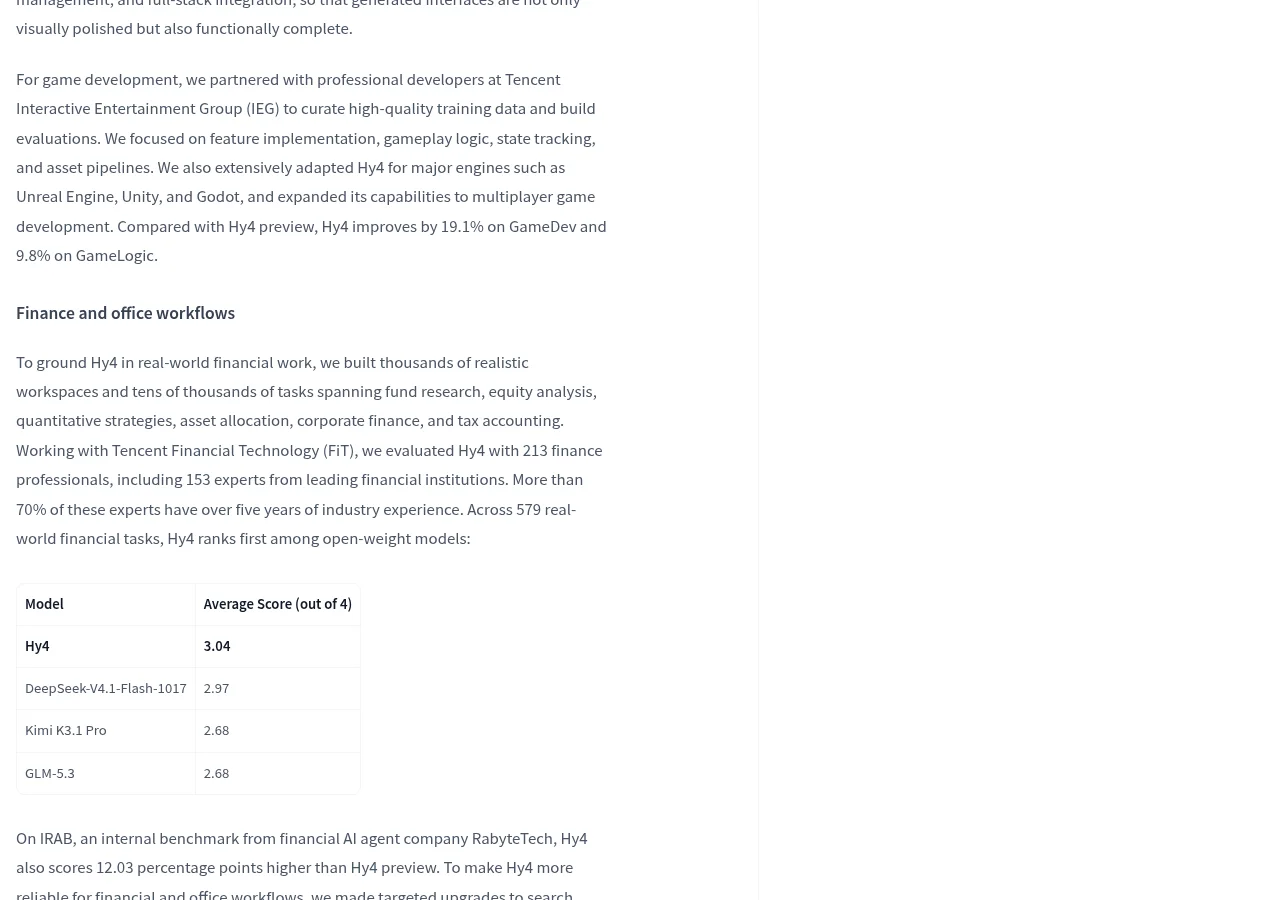 management, and full-stack integration, so that generated interfaces are not only
visually polished but also functionally complete.
For game development, we partnered with professional developers at Tencent
Interactive Entertainment Group (IEG) to curate high-quality training data and build
evaluations. We focused on feature implementation, gameplay logic, state tracking,
and asset pipelines. We also extensively adapted Hy4 for major engines such as
Unreal Engine, Unity, and Godot, and expanded its capabilities to multiplayer game
development. Compared with Hy4 preview, Hy4 improves by 19.1% on GameDev and
9.8% on GameLogic.
Finance and office workflows
To ground Hy4 in real-world financial work, we built thousands of realistic
workspaces and tens of thousands of tasks spanning fund research, equity analysis,
quantitative strategies, asset allocation, corporate finance, and tax accounting.
Working with Tencent Financial Technology (FiT), we evaluated Hy4 with 213 finance
professionals, including 153 experts from leading financial institutions. More than
70% of these experts have over five years of industry experience. Across 579 real-
world financial tasks, Hy4 ranks first among open-weight models:
Model Average Score (out of 4)
Hy4 3.04
DeepSeek-V4.1-Flash-1017 2.97
Kimi K3.1 Pro 2.68
GLM-5.3 2.68
On IRAB, an internal benchmark from financial AI agent company RabyteTech, Hy4
also scores 12.03 percentage points higher than Hy4 preview. To make Hy4 more
reliable for financial and office workflows, we made targeted upgrades to search